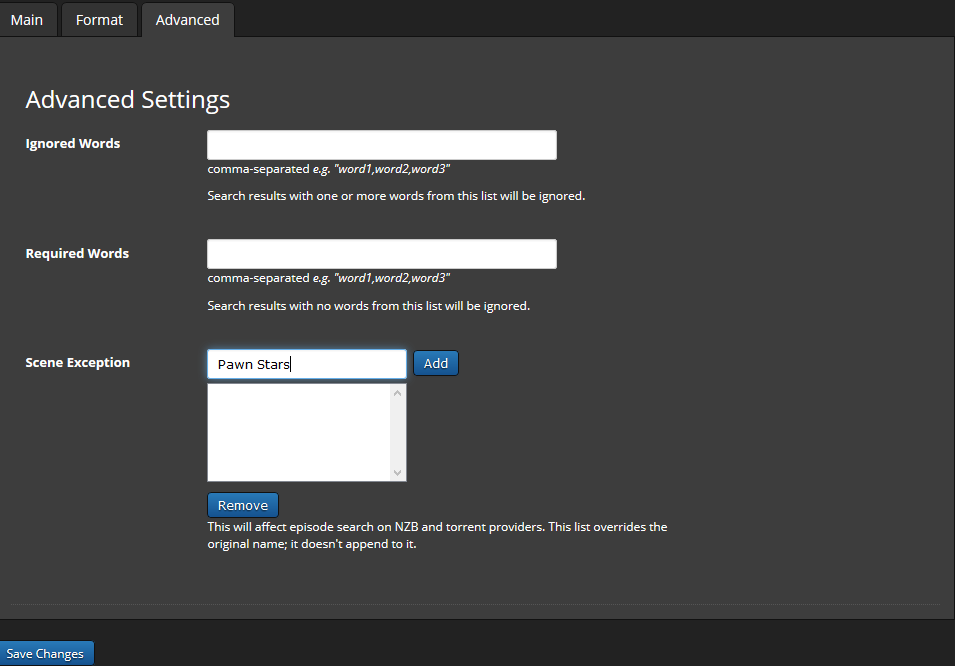 Main
Format
Advanced
Advanced Settings
Ignored Words
comma-separated e.g. "word1,word2,word3"
Search results with one or more words from this list will be ignored.
Required Words
comma-separated e.g. "word1,word2,word3"
Search results with no words from this list will be ignored.
Scene Exception
Pawn Stars
Add
Remove
This will affect episode search on NZB and torrent providers. This list overrides the
original name; it doesn't append to it.
Save Changes